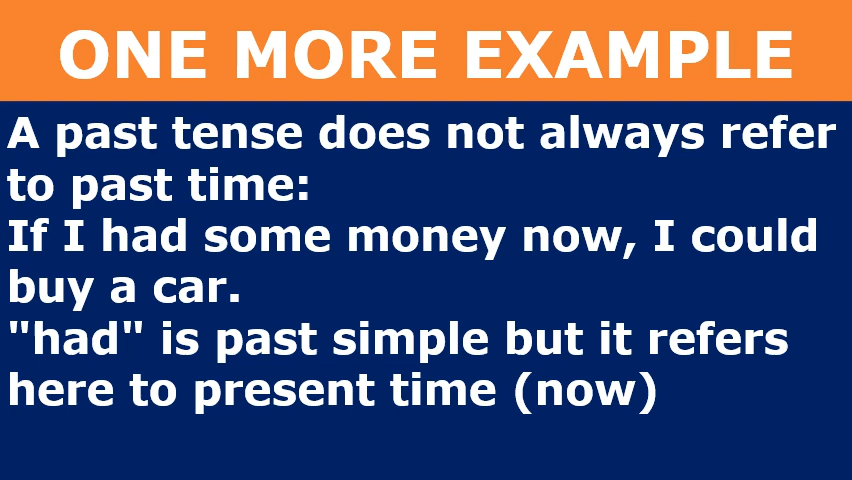 ONE MORE EXAMPLE
A past tense does not always refer
to past time:
If I had some money now, I could
buy a car.
"had" is past simple but it refers
here to present time (now)